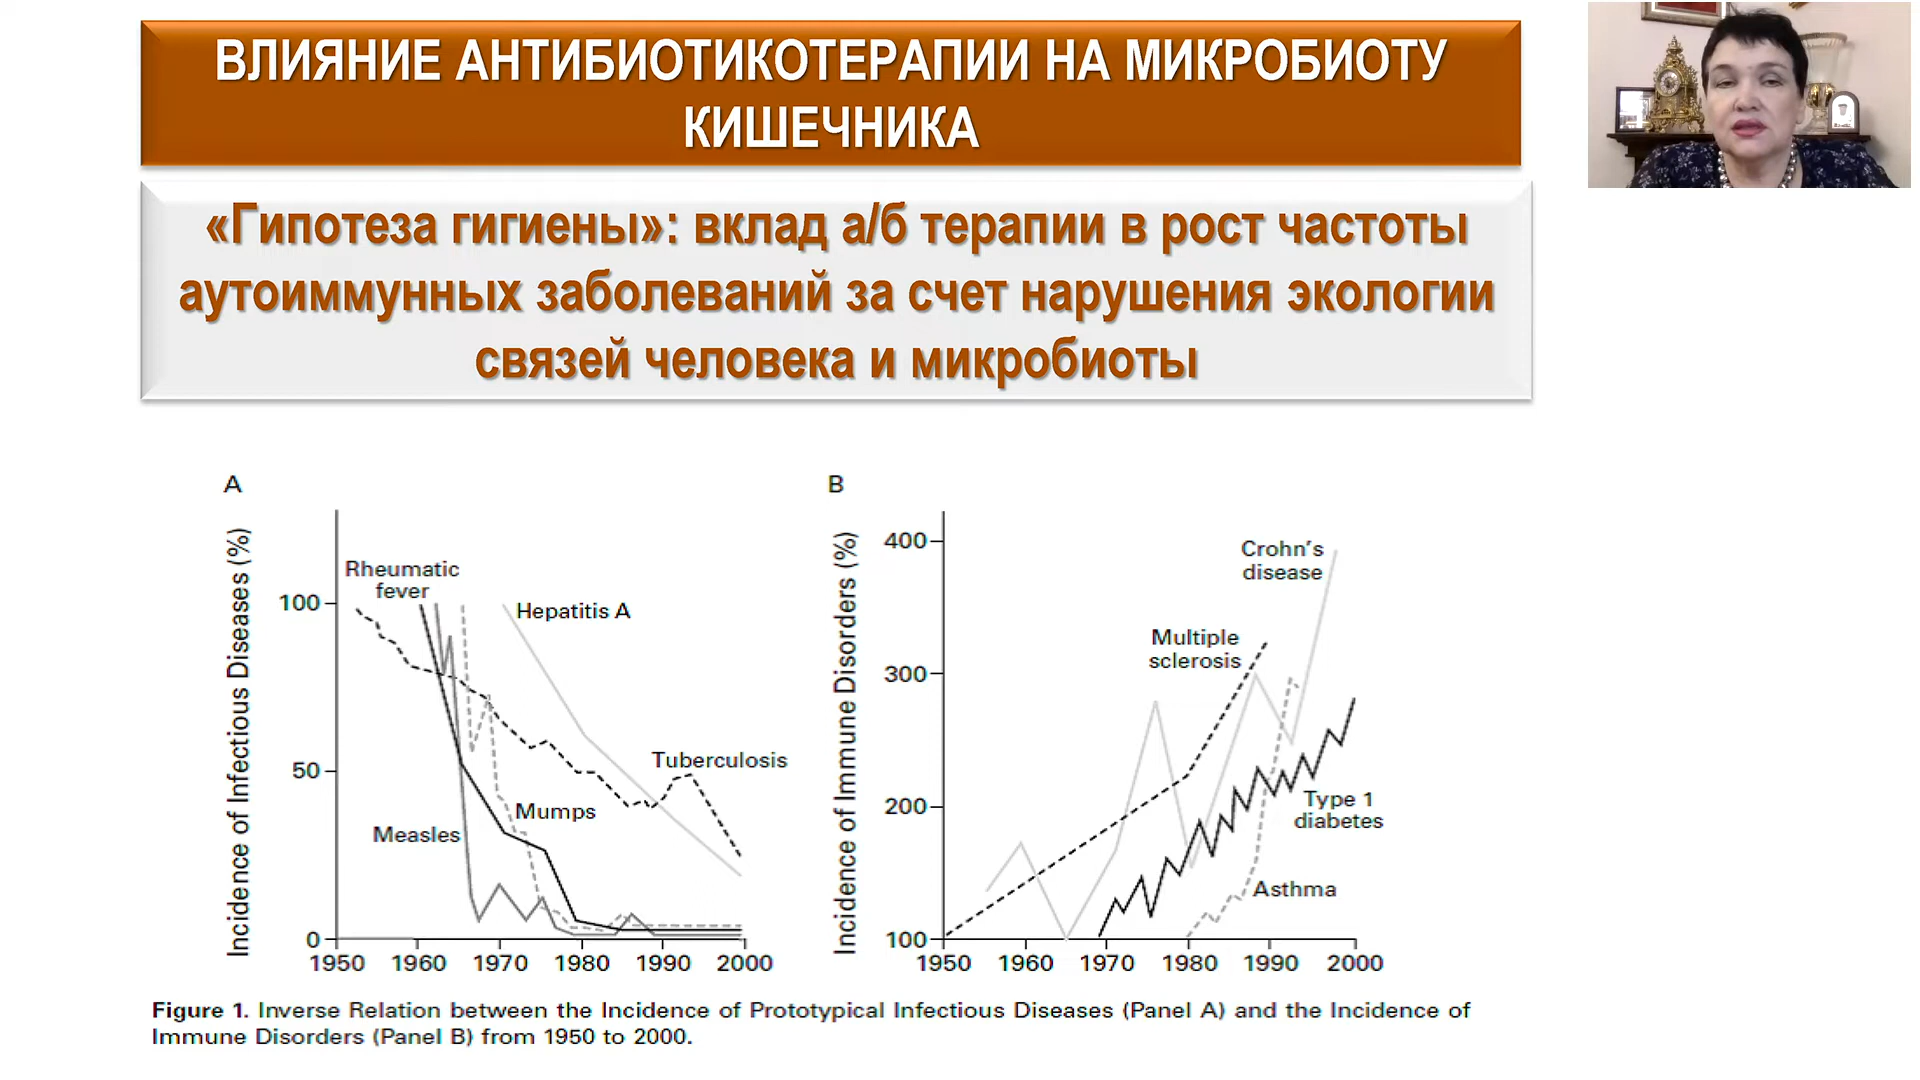 ВЛИЯНИЕ АНТИБИОТИКОТЕРАПИИ НА МИКРОБИОТУ
КИШЕЧНИКА
«Гипотеза гигиены»: вклад а/б терапии в рост частоты
аутоиммунных заболеваний за счет нарушения экологии
связей человека и микробиоты
A
Incidence of Infectious Diseases (%)
100
50
0
Rheumatic
fever
Hepatitis A
Tuberculosis
Mumps
Measles
1950 1960 1970 1980 1990 2000
B
Incidence of Immune Disorders (%)
400
300
200
100
Crohn's
disease
Multiple
sclerosis
Type 1
diabetes
Asthma
1950 1960 1970 1980 1990 2000
Figure 1. Inverse Relation between the Incidence of Prototypical Infectious Diseases (Panel A) and the Incidence of
Immune Disorders (Panel B) from 1950 to 2000.